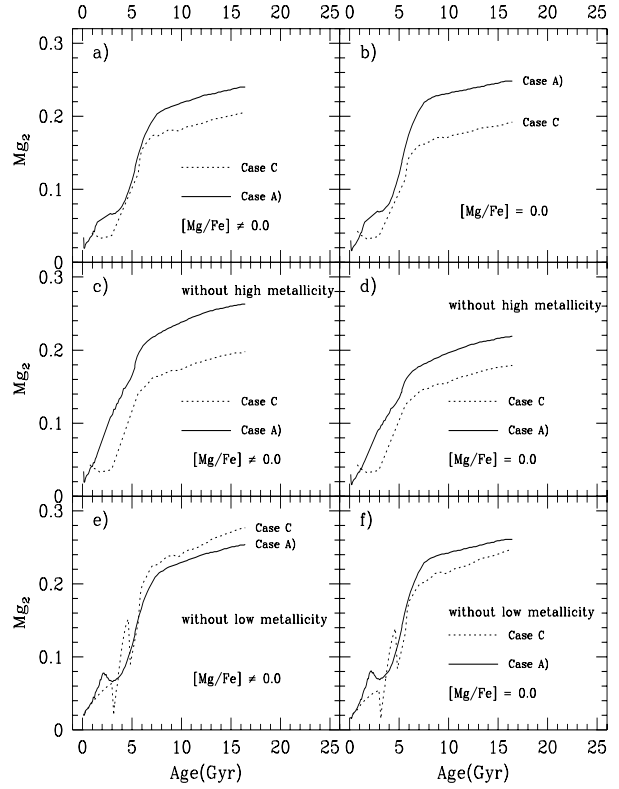 0 5 10 15 20 25 0 5 10 15 20 25
a) b)
0.3
Case A)
0.2
Mg2
Case C
Case C
0.1
Case A)
[Mg/Fe] ≠ 0.0
[Mg/Fe] = 0.0
0
c) d)
0.3
without high metallicity
without high metallicity
0.2
Mg2
Case C
Case C
0.1
Case A)
Case A)
[Mg/Fe] ≠ 0.0
[Mg/Fe] = 0.0
0
e) f)
0.3
Case C
Case A)
0.2
Mg2
without low metallicity
without low metallicity
Case C
0.1
Case A)
[Mg/Fe] ≠ 0.0
[Mg/Fe] = 0.0
0
0 5 10 15 20 25 0 5 10 15 20 25
Age(Gyr) Age(Gyr)